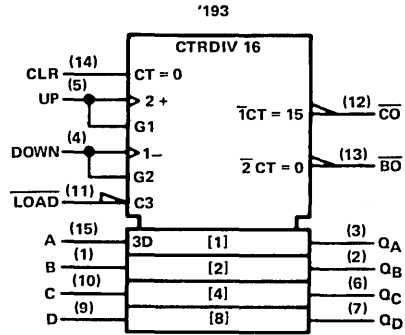 '193
CTRDIV 16
CLR (14) CT = 0
UP (5) 2 +
G1
1CT = 15 (12) CO
DOWN (4) 1–
G2
2 CT = 0 (13) BO
LOAD (11) C3
A (15) 3D [1] (3) QA
B (1) [2] (2) QB
C (10) [4] (6) QC
D (9) [8] (7) QD